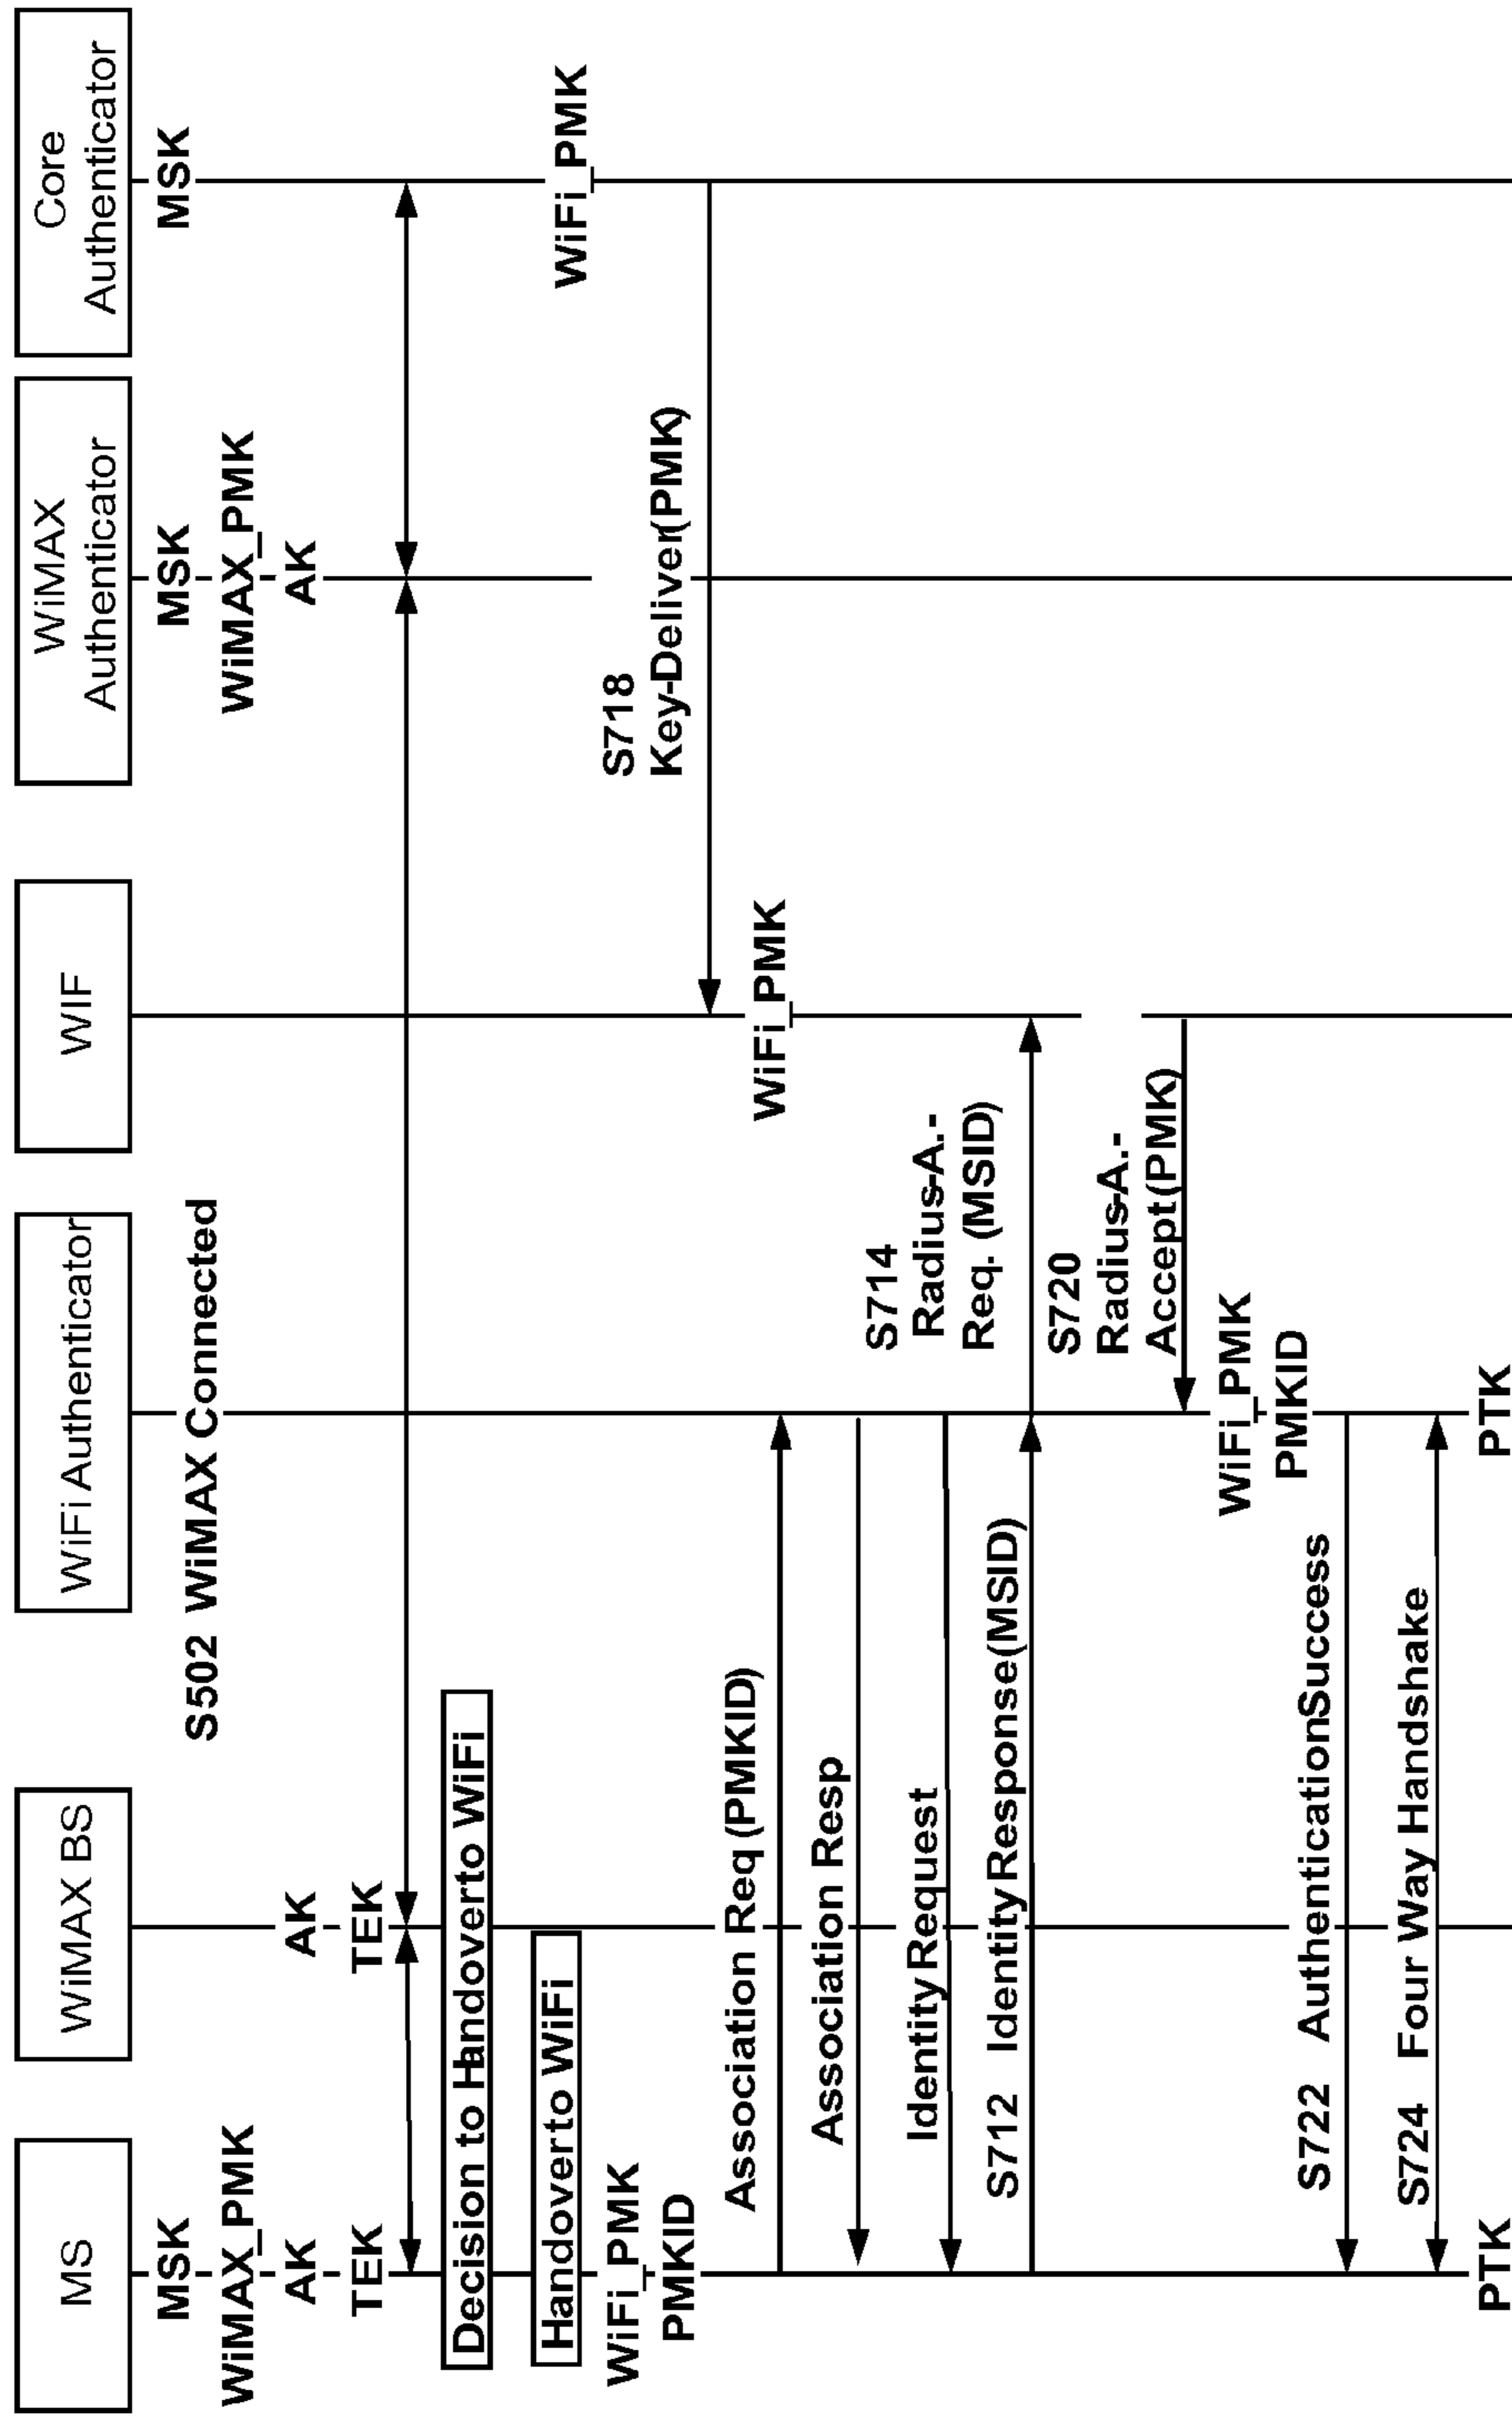 MS
WiMAX BS
WiFi Authenticator
WIF
WiMAX
Authenticator
Core
Authenticator
MSK
WiMAX_PMK
AK
TEK
AK
TEK
S502 WiMAX Connected
MSK
WiMAX_PMK
AK
MSK
Decision to Handover to WiFi
Handover to WiFi
WiFi_PMK
PMKID
WiFi_PMK
S718
Key-Deliver(PMK)
WiFi_PMK
Association Req (PMKID)
Association Resp
Identity Request
S712 Identity Response(MSID)
S714
Radius-A.-
Req. (MSID)
S720
Radius-A.-
Accept(PMK)
WiFi_PMK
PMKID
S722 Authentication Success
S724 Four Way Handshake
PTK
PTK